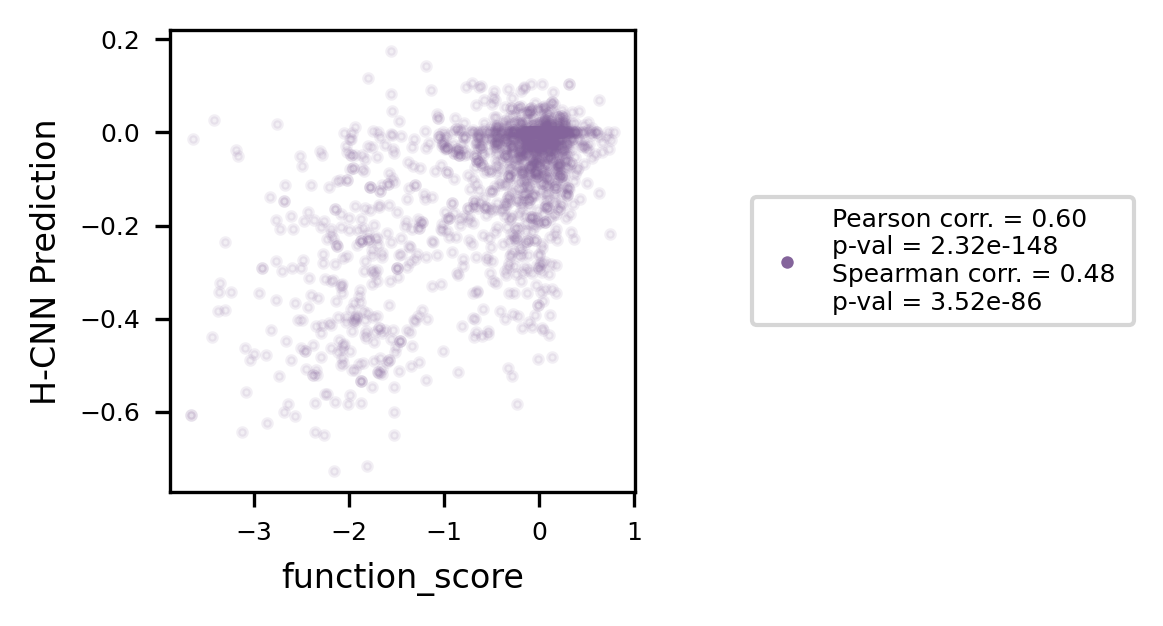 0.2
0.0
−0.2
−0.4
−0.6
H-CNN Prediction
−3
−2
−1
0
1
function_score
Pearson corr. = 0.60
p-val = 2.32e-148
Spearman corr. = 0.48
p-val = 3.52e-86